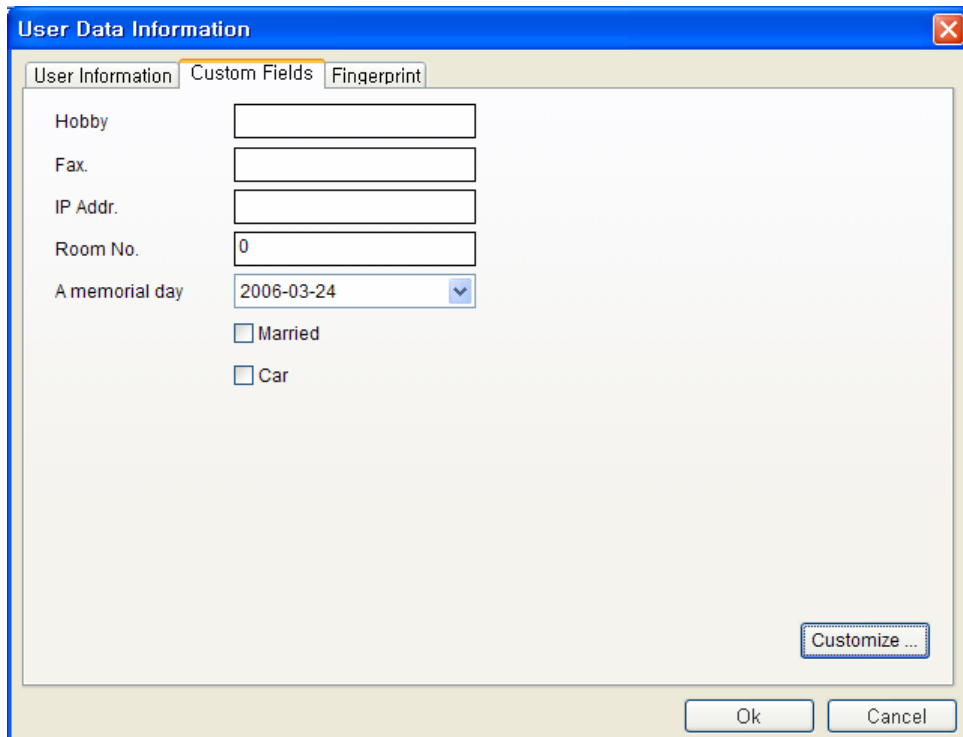 User Data Information
User Information Custom Fields Fingerprint
Hobby
Fax.
IP Addr.
Room No. 0
A memorial day 2006-03-24
Married
Car
Customize ...
Ok Cancel